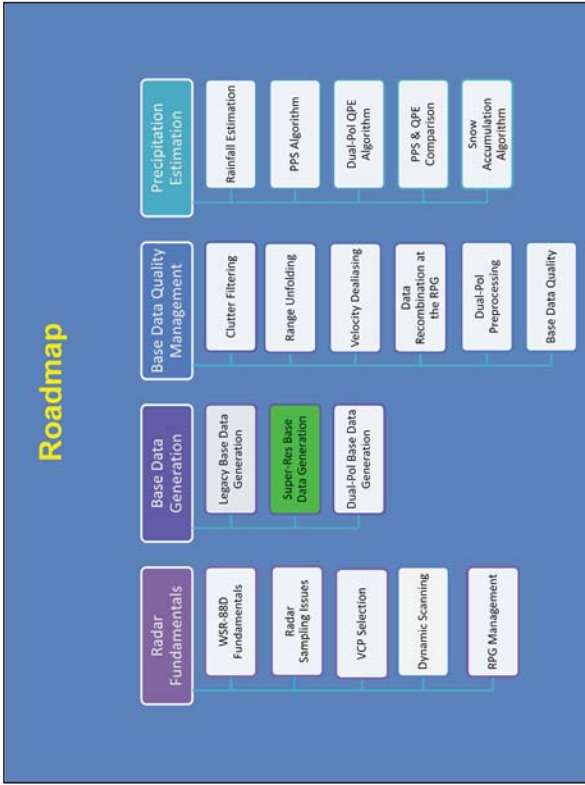 Roadmap
Radar
Fundamentals
WSR-88D
Fundamentals
Radar
Sampling Issues
VCP Selection
Dynamic Scanning
RPG Management
Base Data
Generation
Legacy Base Data
Generation
Super-Res Base
Data Generation
Dual-Pol Base Data
Generation
Base Data Quality
Management
Clutter Filtering
Range Unfolding
Velocity Dealiasing
Data
Recombination at
the RPG
Dual-Pol
Preprocessing
Base Data Quality
Precipitation
Estimation
Rainfall Estimation
PPS Algorithm
Dual-Pol QPE
Algorithm
PPS & QPE
Comparison
Snow
Accumulation
Algorithm